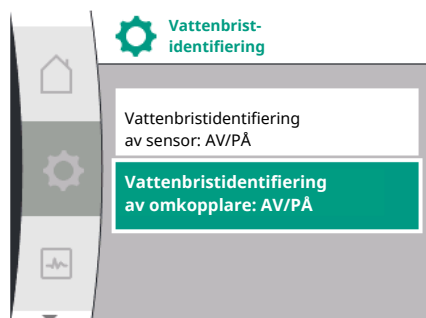 Vattenbrist-
identifiering
Vattenbristidentifiering
av sensor: AV/PÅ
Vattenbristidentifiering
av omkopplare: AV/PÅ